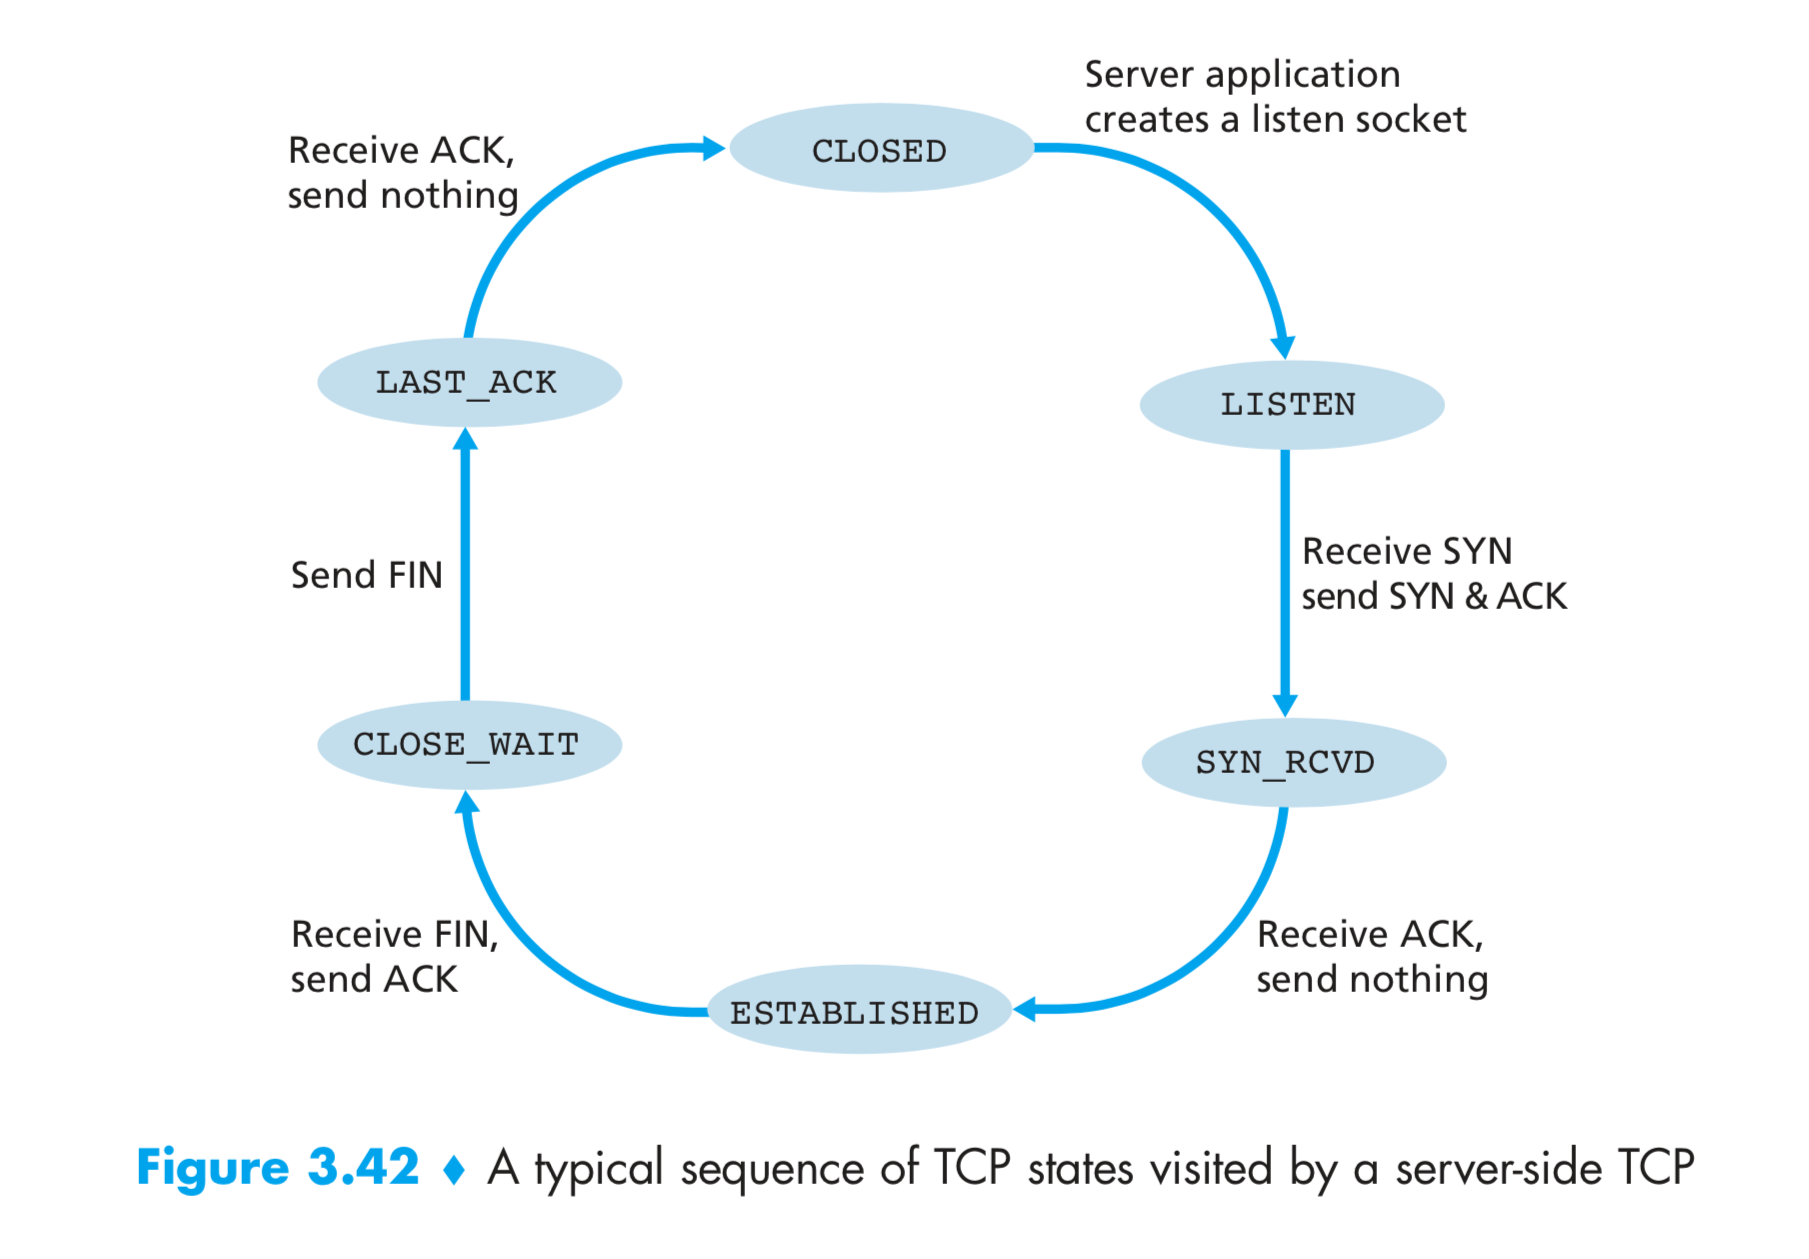 Server application
creates a listen socket
Receive ACK,
send nothing
CLOSED
LAST_ACK
LISTEN
Receive SYN
send SYN & ACK
Send FIN
CLOSE_WAIT
SYN_RCVD
Receive FIN,
send ACK
Receive ACK,
send nothing
ESTABLISHED
Figure 3.42 ♦ A typical sequence of TCP states visited by a server-side TCP